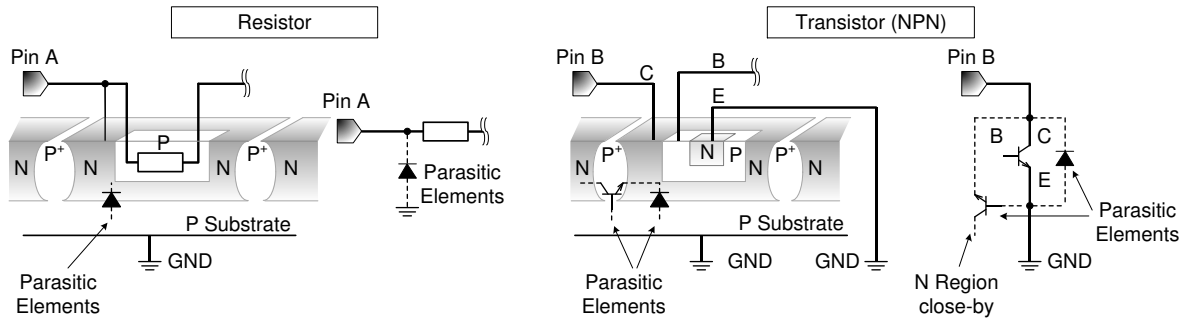 Resistor
Transistor (NPN)
Pin A
Pin B
C
B
E
Pin B
Pin A
N
P+
N
P
N
P+
N
Parasitic
Elements
P Substrate
GND
Parasitic
Elements
N
P+
N
N
P
N
P+
N
P Substrate
GND
GND
Parasitic
Elements
B
C
E
Parasitic
Elements
GND
N Region
close-by